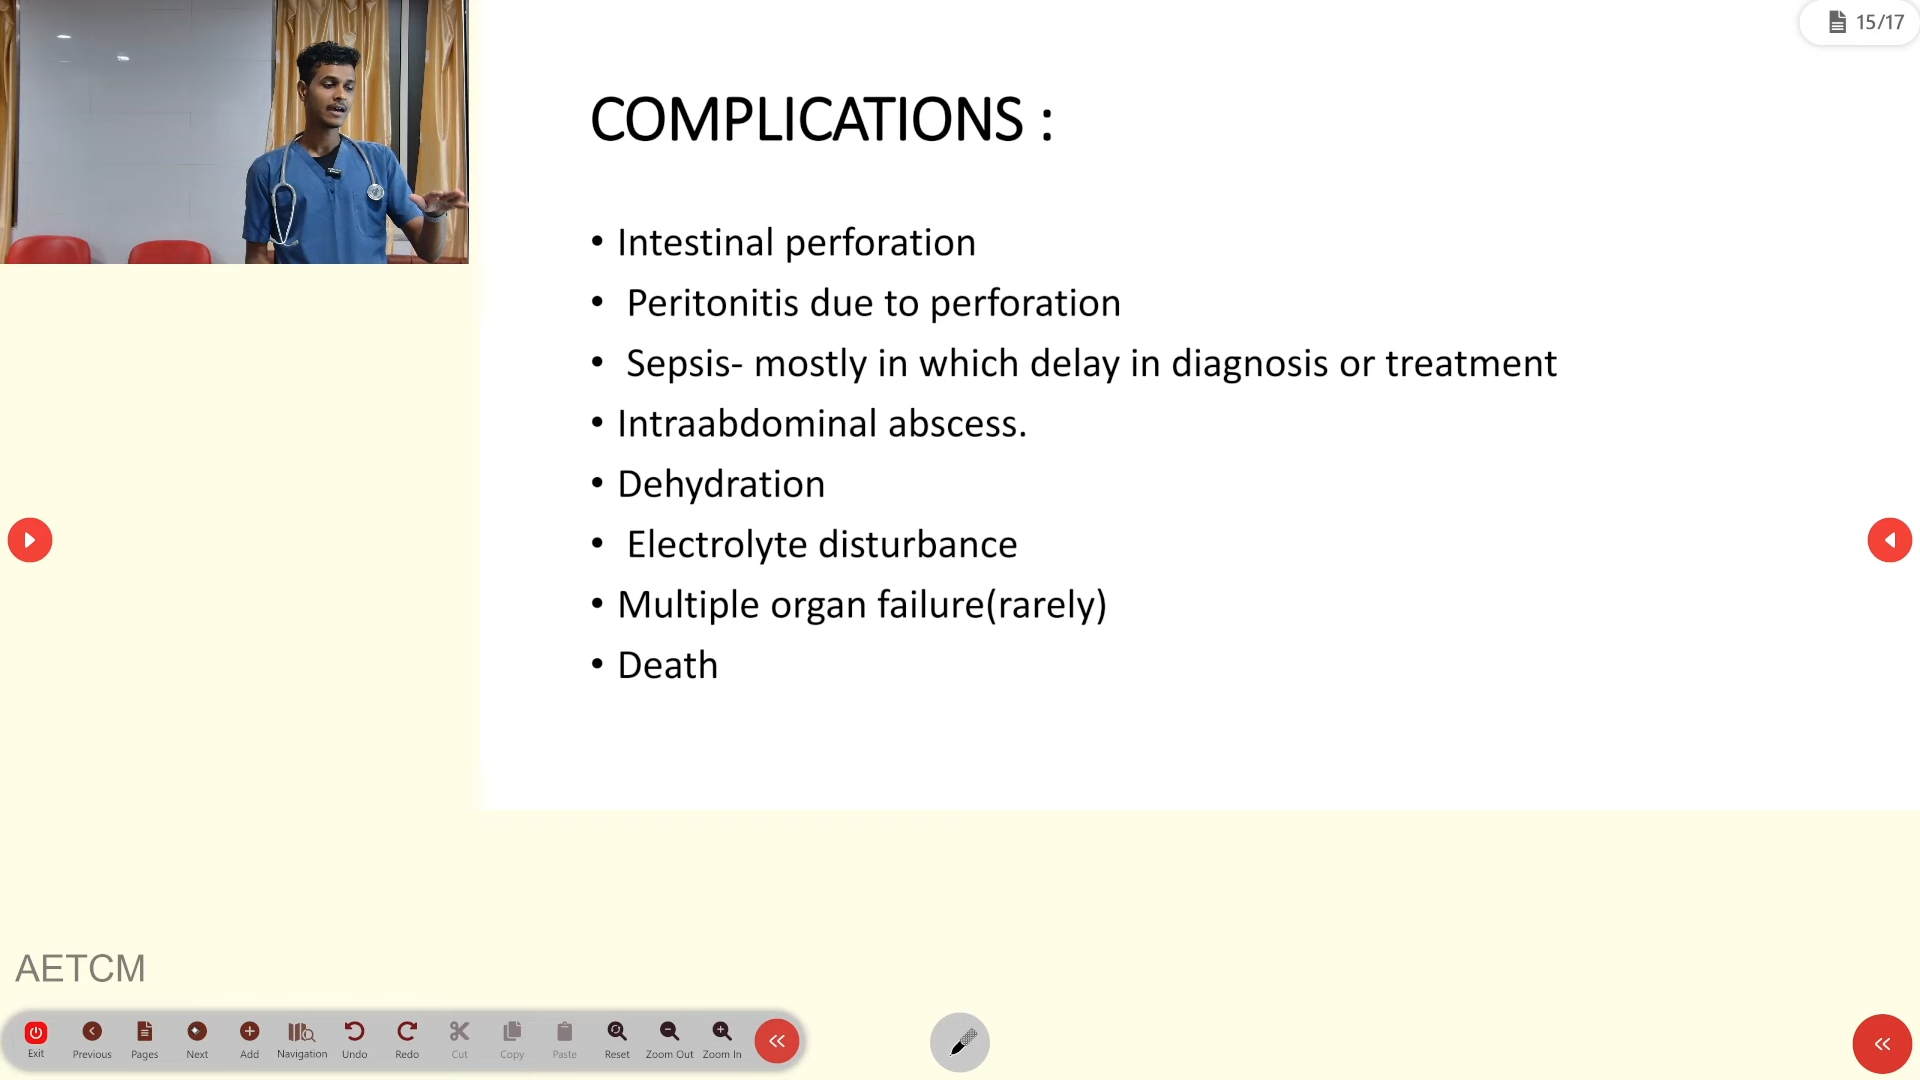 15/17
COMPLICATIONS :
• Intestinal perforation
• Peritonitis due to perforation
• Sepsis- mostly in which delay in diagnosis or treatment
• Intraabdominal abscess.
• Dehydration
• Electrolyte disturbance
• Multiple organ failure(rarely)
• Death
AETCM
Exit Previous Pages Next Add Navigation Undo Redo Cut Copy Paste Reset Zoom Out Zoom In